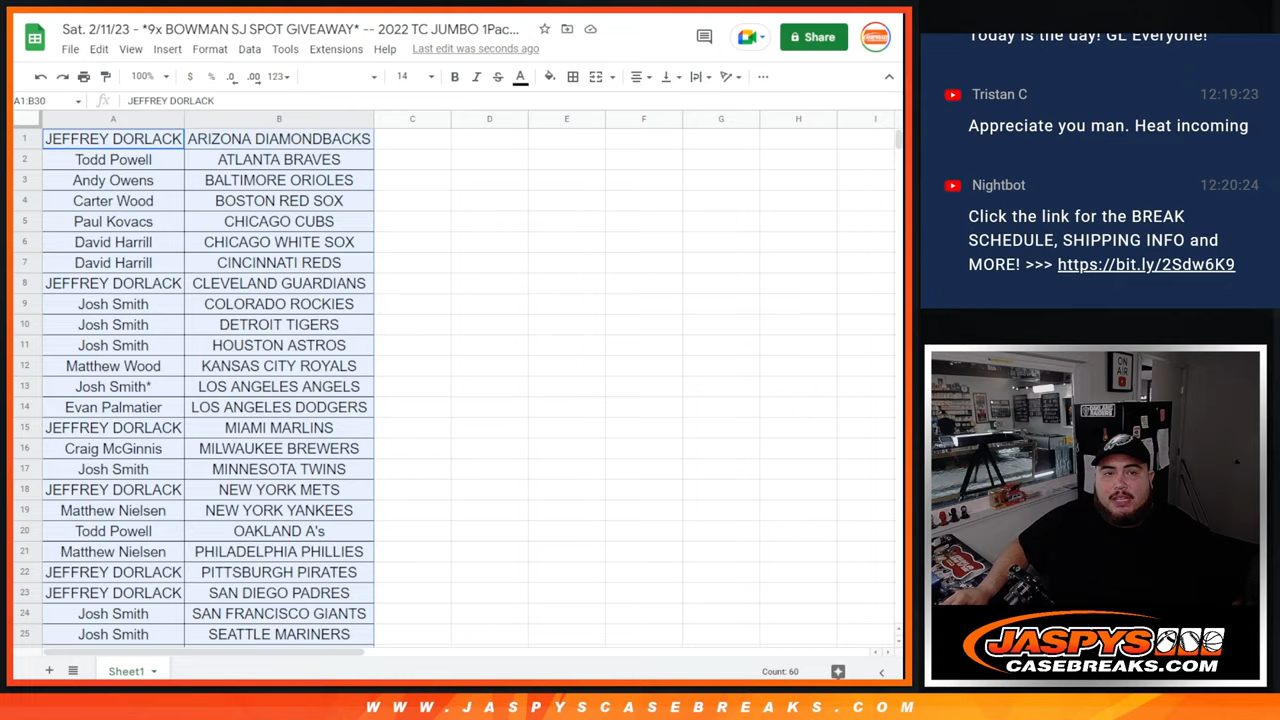 Sat. 2/11/23 - *9x BOWMAN SJ SPOT GIVEAWAY* -- 2022 TC JUMBO 1Pac...
File Edit View Insert Format Data Tools Extensions Help Last edit was seconds ago
Share
100% $ % .0 .00 123 14 B I S A
A1:B30 fx JEFFREY DORLACK
A B C D E F G H I
1 JEFFREY DORLACK ARIZONA DIAMONDBACKS
2 Todd Powell ATLANTA BRAVES
3 Andy Owens BALTIMORE ORIOLES
4 Carter Wood BOSTON RED SOX
5 Paul Kovacs CHICAGO CUBS
6 David Harrill CHICAGO WHITE SOX
7 David Harrill CINCINNATI REDS
8 JEFFREY DORLACK CLEVELAND GUARDIANS
9 Josh Smith COLORADO ROCKIES
10 Josh Smith DETROIT TIGERS
11 Josh Smith HOUSTON ASTROS
12 Matthew Wood KANSAS CITY ROYALS
13 Josh Smith* LOS ANGELES ANGELS
14 Evan Palmatier LOS ANGELES DODGERS
15 JEFFREY DORLACK MIAMI MARLINS
16 Craig McGinnis MILWAUKEE BREWERS
17 Josh Smith MINNESOTA TWINS
18 JEFFREY DORLACK NEW YORK METS
19 Matthew Nielsen NEW YORK YANKEES
20 Todd Powell OAKLAND A's
21 Matthew Nielsen PHILADELPHIA PHILLIES
22 JEFFREY DORLACK PITTSBURGH PIRATES
23 JEFFREY DORLACK SAN DIEGO PADRES
24 Josh Smith SAN FRANCISCO GIANTS
25 Josh Smith SEATTLE MARINERS
Sheet1
Count: 60
Today is the day! GL Everyone!
Tristan C 12:19:23
Appreciate you man. Heat incoming
Nightbot 12:20:24
Click the link for the BREAK
SCHEDULE, SHIPPING INFO and
MORE! >>> https://bit.ly/2Sdw6K9
ON
AIR
JASPYS
CASEBREAKS.COM
WWW.JASPYSCASEBREAKS.COM